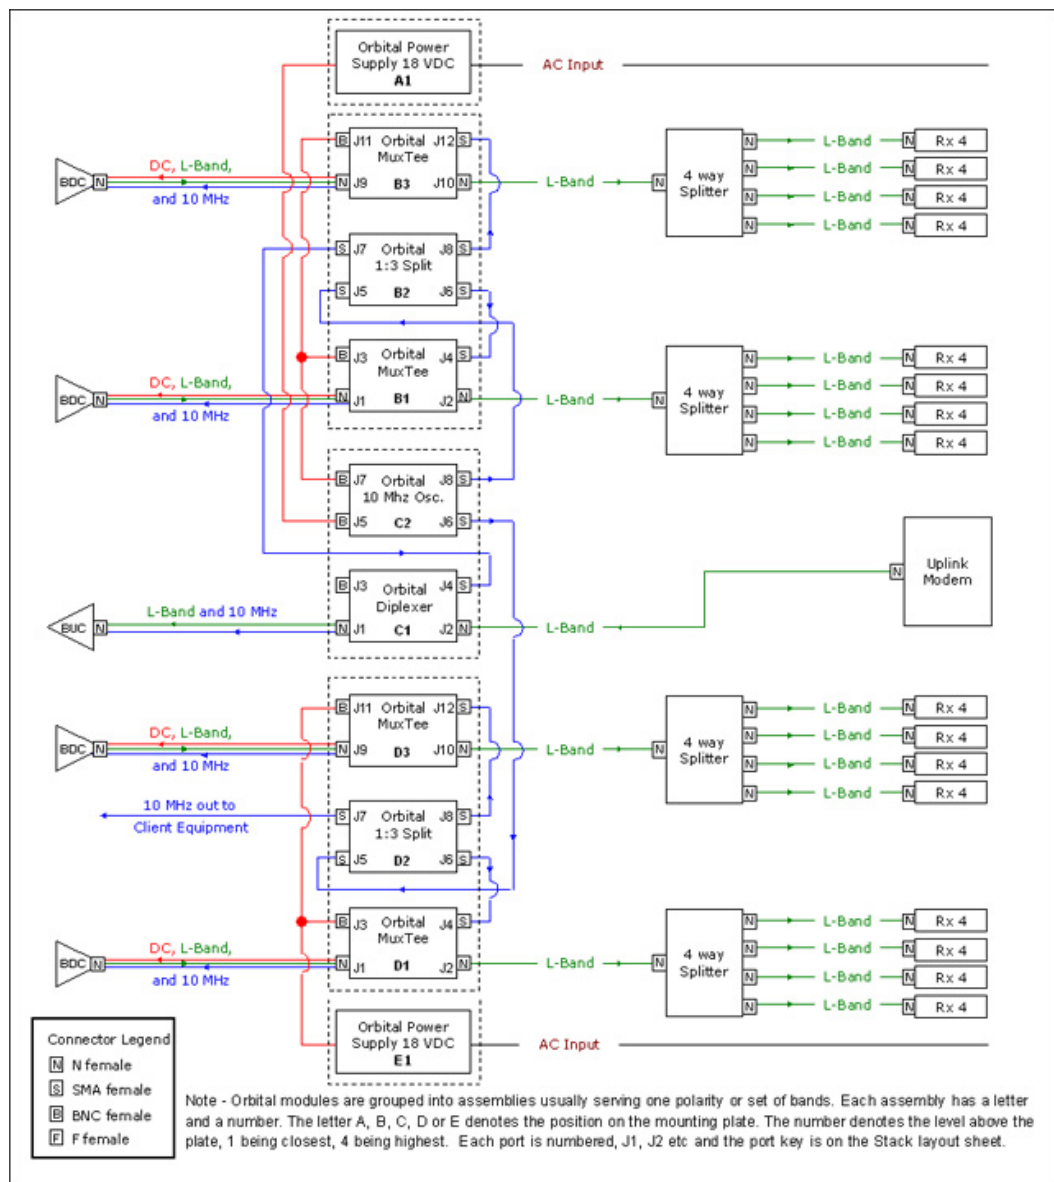 Orbital Power
Supply 18 VDC
A1
AC Input
B J11 Orbital J12 S
MuxTee
N J9 B3 J10 N
BDC N
DC, L-Band,
and 10 MHz
L-Band
N 4 way
Splitter
N L-Band N Rx 4
N L-Band N Rx 4
N L-Band N Rx 4
N L-Band N Rx 4
S J7 Orbital J8 S
1:3 Split
S J5 B2 J6 S
B J3 Orbital J4 S
MuxTee
N J1 B1 J2 N
BDC N
DC, L-Band,
and 10 MHz
L-Band
N 4 way
Splitter
N L-Band N Rx 4
N L-Band N Rx 4
N L-Band N Rx 4
N L-Band N Rx 4
B J7 Orbital J8 S
10 Mhz Osc.
B J5 C2 J6 S
B J3 Orbital J4 S
Diplexer
N J1 C1 J2 N
BUC N
L-Band and 10 MHz
L-Band
N Uplink
Modem
B J11 Orbital J12 S
MuxTee
N J9 D3 J10 N
BDC N
DC, L-Band,
and 10 MHz
L-Band
N 4 way
Splitter
N L-Band N Rx 4
N L-Band N Rx 4
N L-Band N Rx 4
N L-Band N Rx 4
10 MHz out to
Client Equipment
S J7 Orbital J8 S
1:3 Split
S J5 D2 J6 S
B J3 Orbital J4 S
MuxTee
N J1 D1 J2 N
BDC N
DC, L-Band,
and 10 MHz
L-Band
N 4 way
Splitter
N L-Band N Rx 4
N L-Band N Rx 4
N L-Band N Rx 4
N L-Band N Rx 4
Orbital Power
Supply 18 VDC
E1
AC Input
Connector Legend
N N female
S SMA female
B BNC female
F F female
Note - Orbital modules are grouped into assemblies usually serving one polarity or set of bands. Each assembly has a letter
and a number. The letter A, B, C, D or E denotes the position on the mounting plate. The number denotes the level above the
plate, 1 being closest, 4 being highest. Each port is numbered, J1, J2 etc and the port key is on the Stack layout sheet.